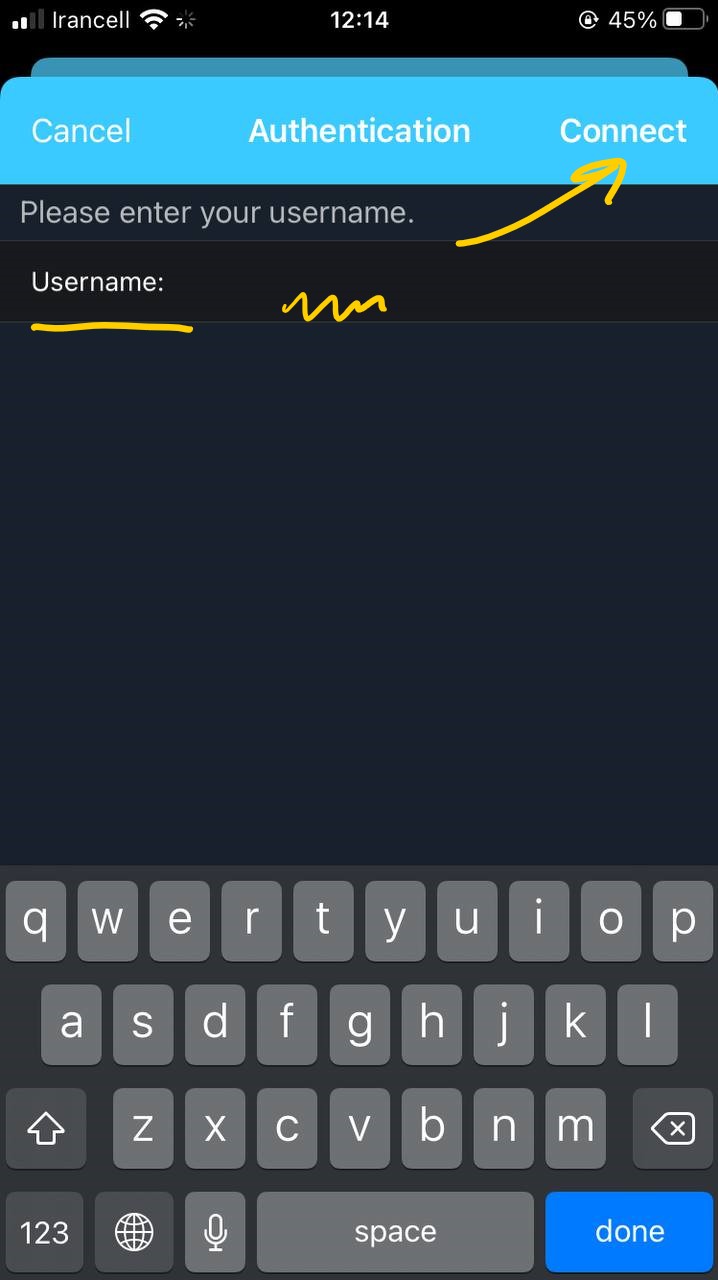 Irancell 12:14 45%
Cancel Authentication Connect
Please enter your username.
Username:
q w e r t y u i o p
a s d f g h j k l
z x c v b n m
123 space done